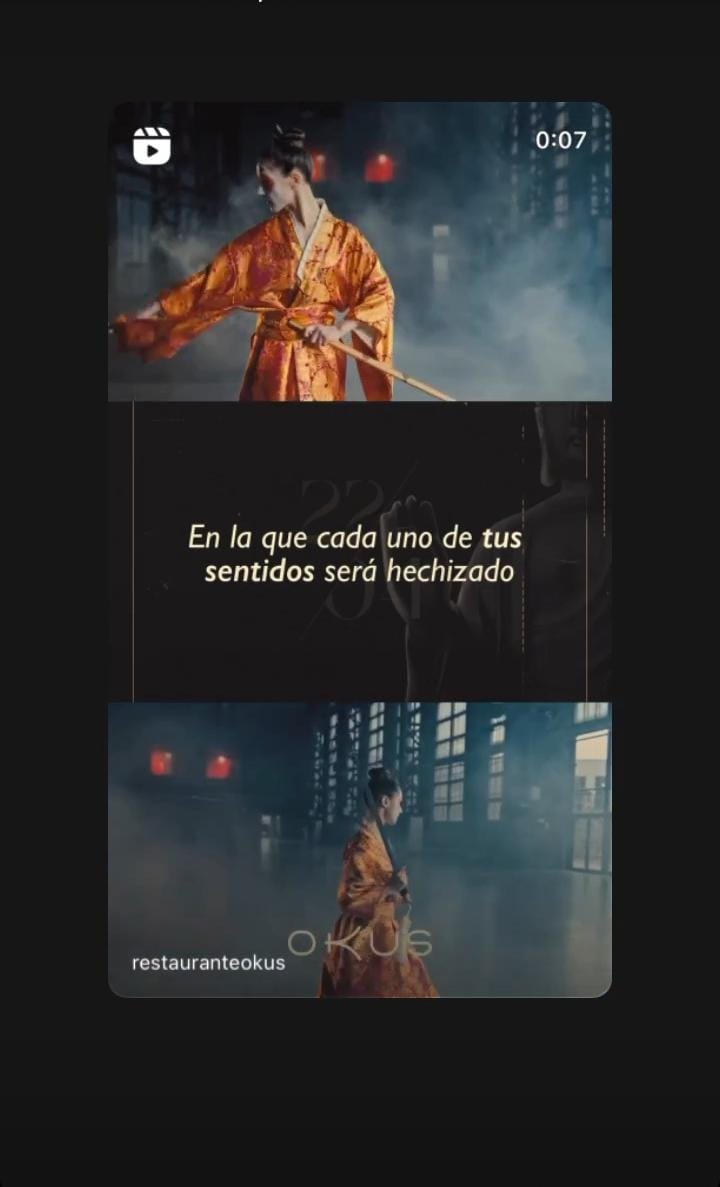 0:07
En la que cada uno de tus
sentidos será hechizado
OKUS
restauranteokus